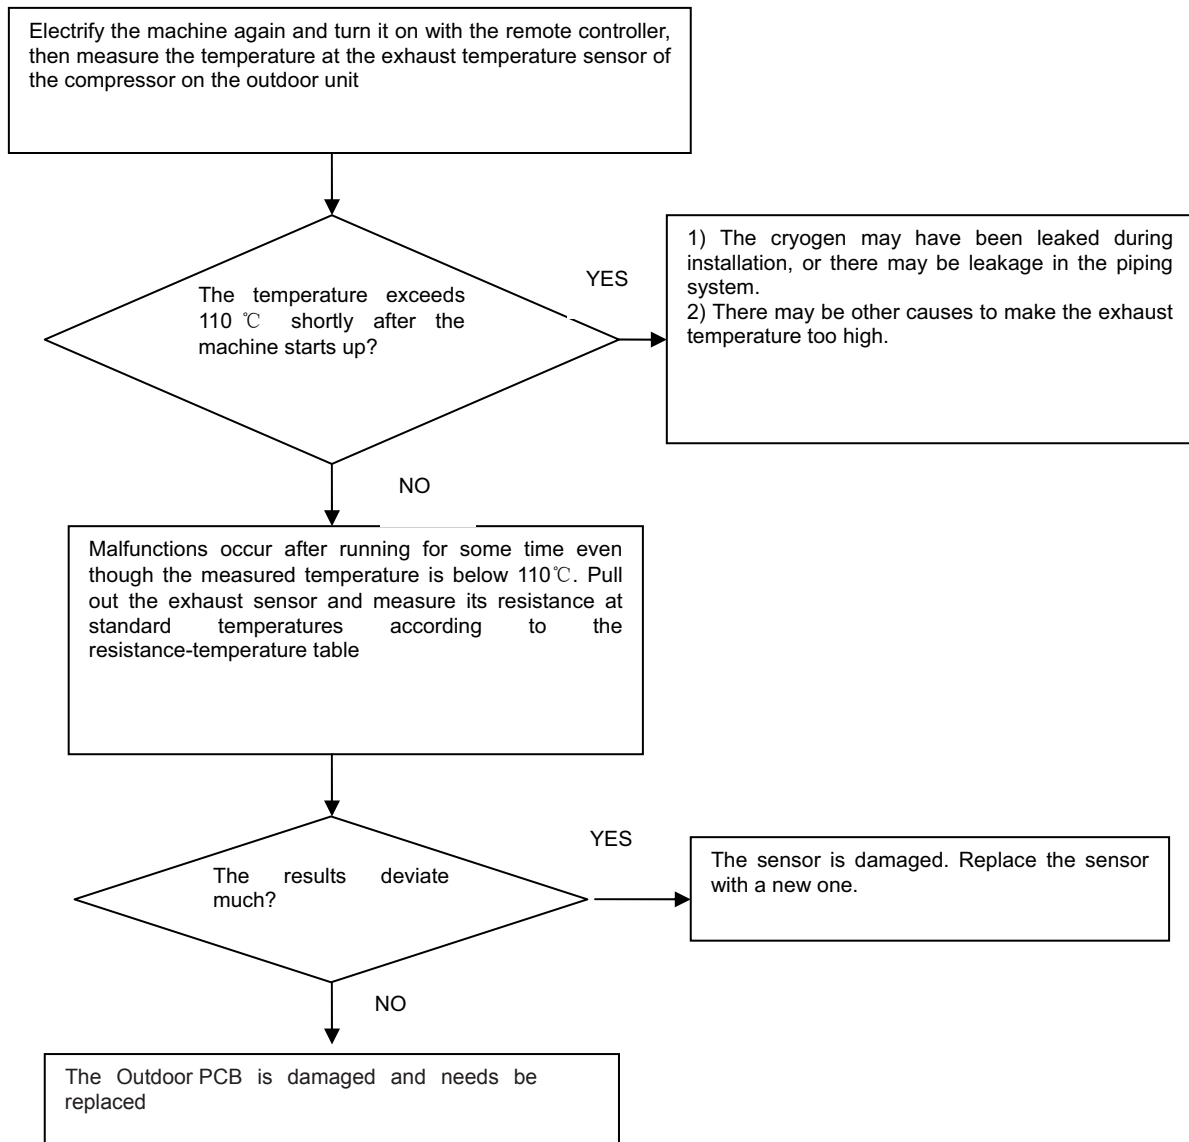 Electrify the machine again and turn it on with the remote controller,
then measure the temperature at the exhaust temperature sensor of
the compressor on the outdoor unit
The temperature exceeds
110 ℃ shortly after the
machine starts up?
YES
1) The cryogen may have been leaked during
installation, or there may be leakage in the piping
system.
2) There may be other causes to make the exhaust
temperature too high.
NO
Malfunctions occur after running for some time even
though the measured temperature is below 110℃. Pull
out the exhaust sensor and measure its resistance at
standard temperatures according to the
resistance-temperature table
The results deviate
much?
YES
The sensor is damaged. Replace the sensor
with a new one.
NO
The Outdoor PCB is damaged and needs be
replaced